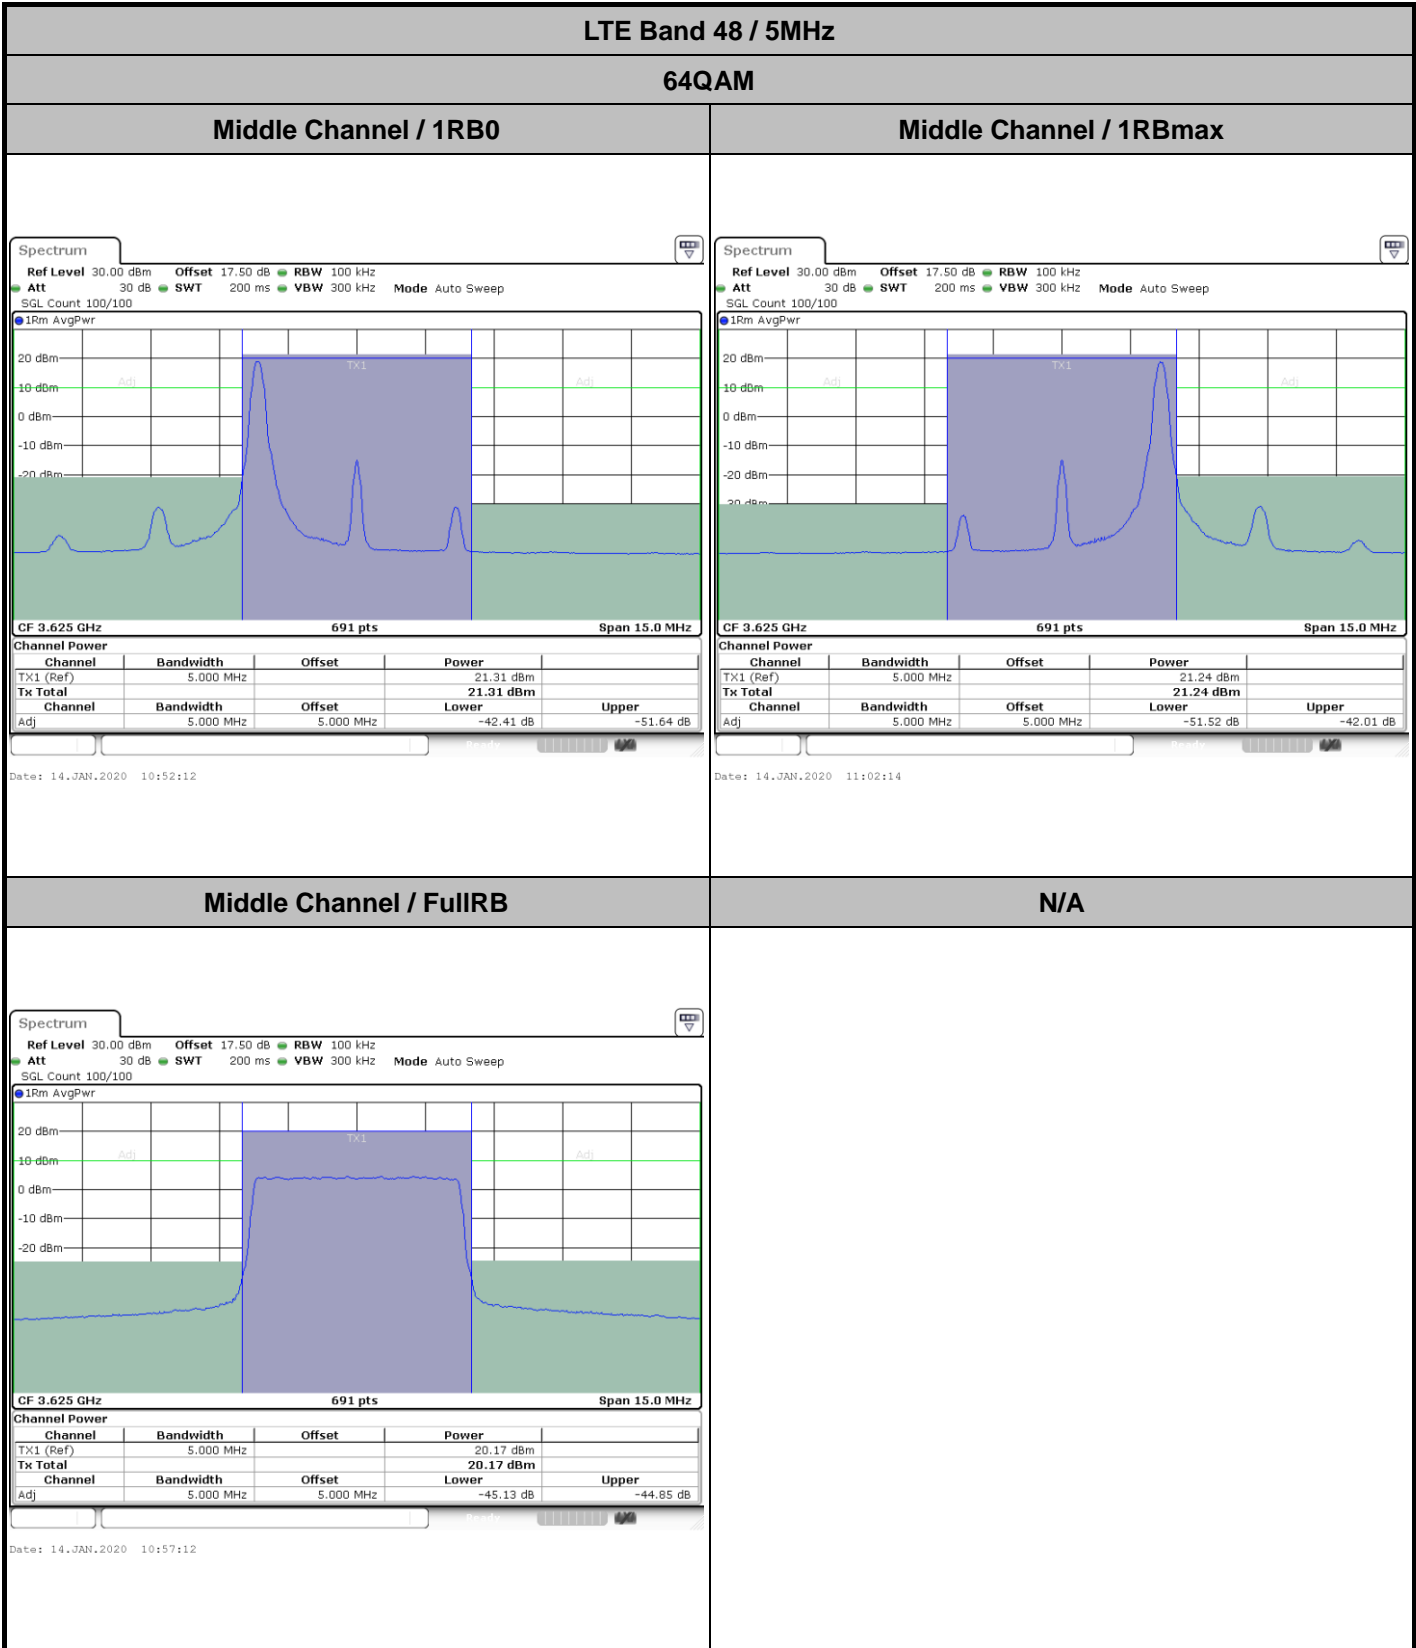 LTE Band 48 / 5MHz
64QAM
Middle Channel / 1RB0
Middle Channel / 1RBmax
Spectrum
Ref Level 30.00 dBm Offset 17.50 dB RBW 100 kHz
Att 30 dB SWT 200 ms VBW 300 kHz Mode Auto Sweep
SGL Count 100/100
1Rm AvgPwr
20 dBm
TX1
Adj
Adj
10 dBm
0 dBm
-10 dBm
-20 dBm
CF 3.625 GHz 691 pts Span 15.0 MHz
Channel Power
Channel Bandwidth Offset Power
TX1 (Ref) 5.000 MHz 21.31 dBm
Tx Total 21.31 dBm
Channel Bandwidth Offset Lower Upper
Adj 5.000 MHz 5.000 MHz -42.41 dB -51.64 dB
Ready
Date: 14.JAN.2020 10:52:12
Spectrum
Ref Level 30.00 dBm Offset 17.50 dB RBW 100 kHz
Att 30 dB SWT 200 ms VBW 300 kHz Mode Auto Sweep
SGL Count 100/100
1Rm AvgPwr
20 dBm
TX1
Adj
Adj
10 dBm
0 dBm
-10 dBm
-20 dBm
-30 dBm
CF 3.625 GHz 691 pts Span 15.0 MHz
Channel Power
Channel Bandwidth Offset Power
TX1 (Ref) 5.000 MHz 21.24 dBm
Tx Total 21.24 dBm
Channel Bandwidth Offset Lower Upper
Adj 5.000 MHz 5.000 MHz -51.52 dB -42.01 dB
Ready
Date: 14.JAN.2020 11:02:14
Middle Channel / FullRB
N/A
Spectrum
Ref Level 30.00 dBm Offset 17.50 dB RBW 100 kHz
Att 30 dB SWT 200 ms VBW 300 kHz Mode Auto Sweep
SGL Count 100/100
1Rm AvgPwr
20 dBm
TX1
Adj
Adj
10 dBm
0 dBm
-10 dBm
-20 dBm
CF 3.625 GHz 691 pts Span 15.0 MHz
Channel Power
Channel Bandwidth Offset Power
TX1 (Ref) 5.000 MHz 20.17 dBm
Tx Total 20.17 dBm
Channel Bandwidth Offset Lower Upper
Adj 5.000 MHz 5.000 MHz -45.13 dB -44.85 dB
Ready
Date: 14.JAN.2020 10:57:12